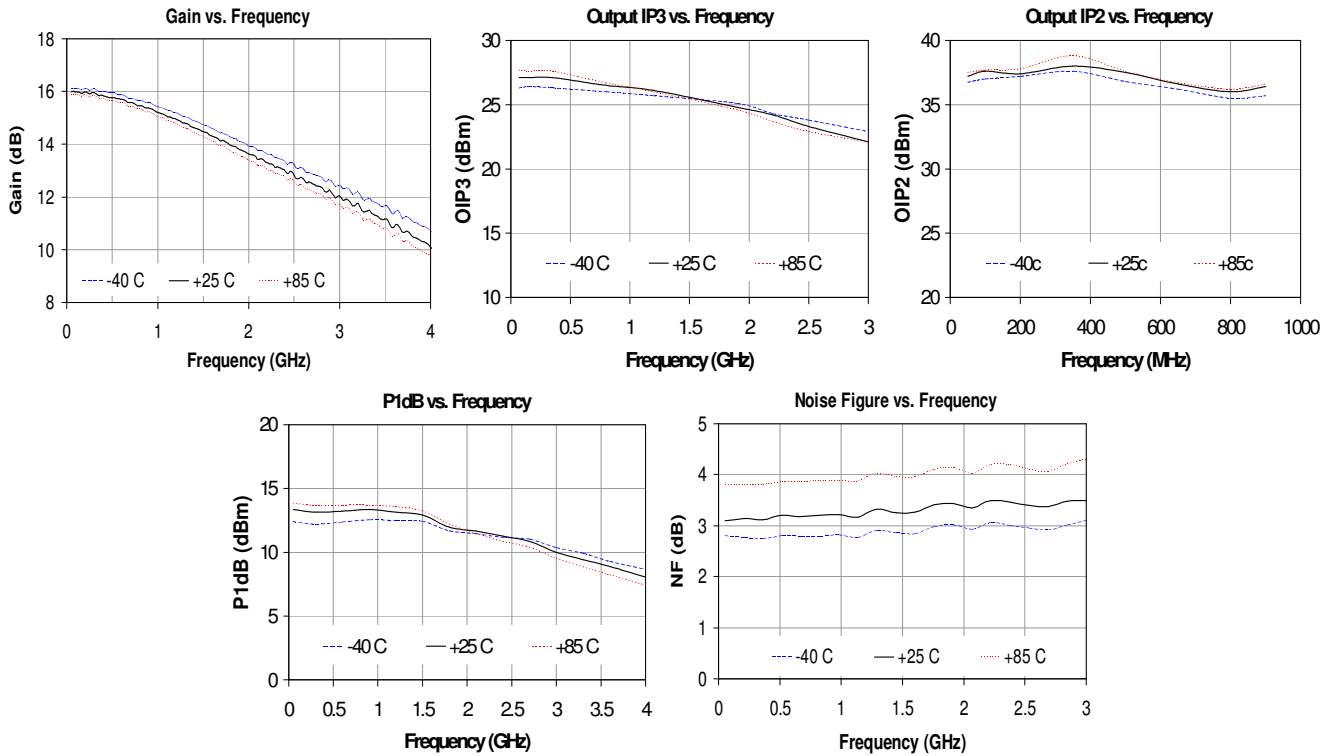 Gain vs. Frequency
18
16
14
12
10
8
Gain (dB)
-40 C +25 C +85 C
0 1 2 3 4
Frequency (GHz)
Output IP3 vs. Frequency
30
25
20
15
10
OIP3 (dBm)
-40 C +25 C +85 C
0 0.5 1 1.5 2 2.5 3
Frequency (GHz)
Output IP2 vs. Frequency
40
35
30
25
20
OIP2 (dBm)
-40c +25c +85c
0 200 400 600 800 1000
Frequency (MHz)
P1dB vs. Frequency
20
15
10
5
0
P1dB (dBm)
-40 C +25 C +85 C
0 0.5 1 1.5 2 2.5 3 3.5 4
Frequency (GHz)
Noise Figure vs. Frequency
5
4
3
2
1
0
NF (dB)
-40 C +25 C +85 C
0 0.5 1 1.5 2 2.5 3
Frequency (GHz)